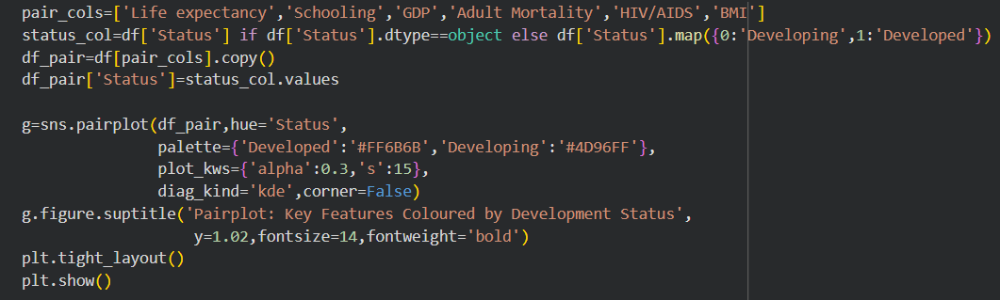 pair_cols=['Life expectancy','Schooling','GDP','Adult Mortality','HIV/AIDS','BMI']
status_col=df['Status'] if df['Status'].dtype==object else df['Status'].map({0:'Developing',1:'Developed'})
df_pair=df[pair_cols].copy()
df_pair['Status']=status_col.values

g=sns.pairplot(df_pair,hue='Status',
               palette={'Developed':'#FF6B6B','Developing':'#4D96FF'},
               plot_kws={'alpha':0.3,'s':15},
               diag_kind='kde',corner=False)
g.figure.suptitle('Pairplot: Key Features Coloured by Development Status',
                   y=1.02,fontsize=14,fontweight='bold')
plt.tight_layout()
plt.show()